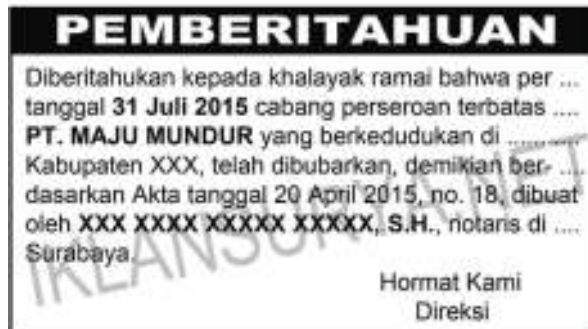 PEMBERITAHUAN
Diberitahukan kepada khalayak ramai bahwa per ...
tanggal 31 Juli 2015 cabang perseroan terbatas ....
PT. MAJU MUNDUR yang berkedudukan di .........
Kabupaten XXX, telah dibubarkan, demikian ber- ....
dasarkan Akta tanggal 20 April 2015, no. 18, dibuat
oleh XXX XXXX XXXXX XXXXX, S.H., notaris di ....
Surabaya.
IKLANSURYA.NET
Hormat Kami
Direksi